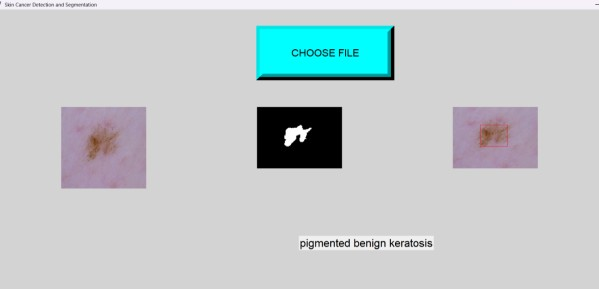 Skin Cancer Detection and Segmentation
CHOOSE FILE
pigmented benign keratosis